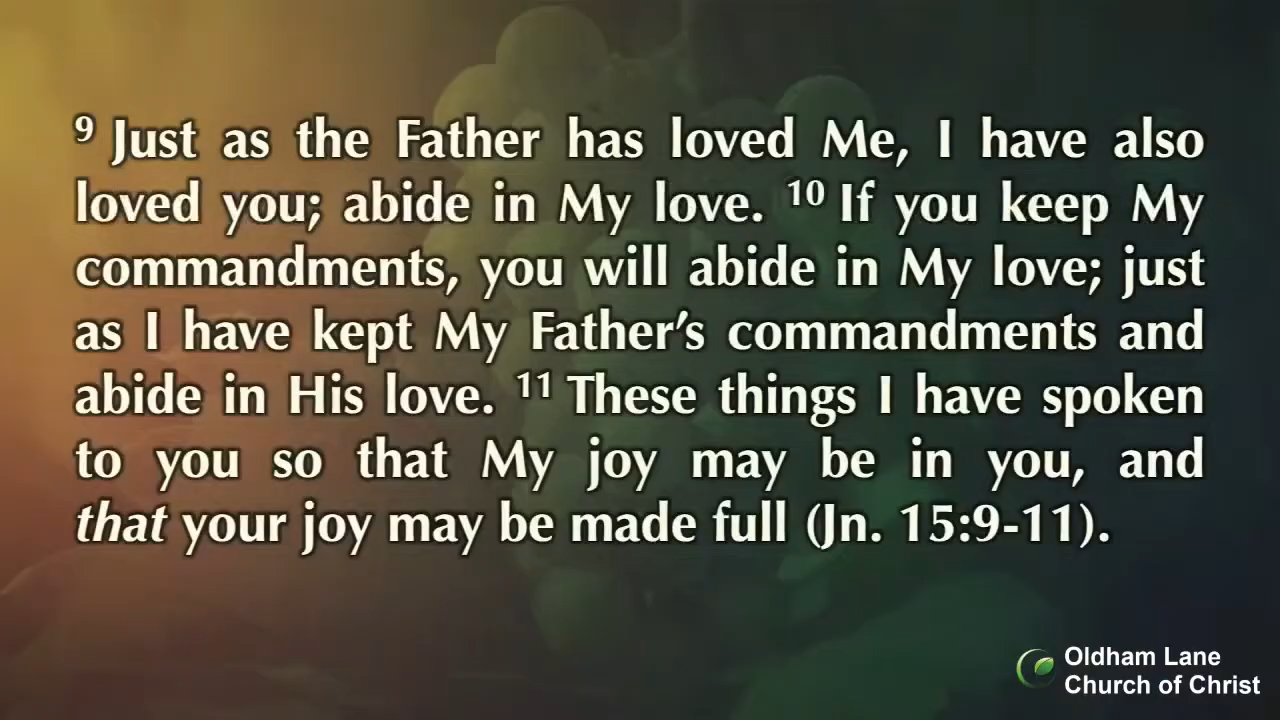 ⁹ Just as the Father has loved Me, I have also
loved you; abide in My love. ¹⁰ If you keep My
commandments, you will abide in My love; just
as I have kept My Father’s commandments and
abide in His love. ¹¹ These things I have spoken
to you so that My joy may be in you, and
that your joy may be made full (Jn. 15:9-11).
Oldham Lane
Church of Christ